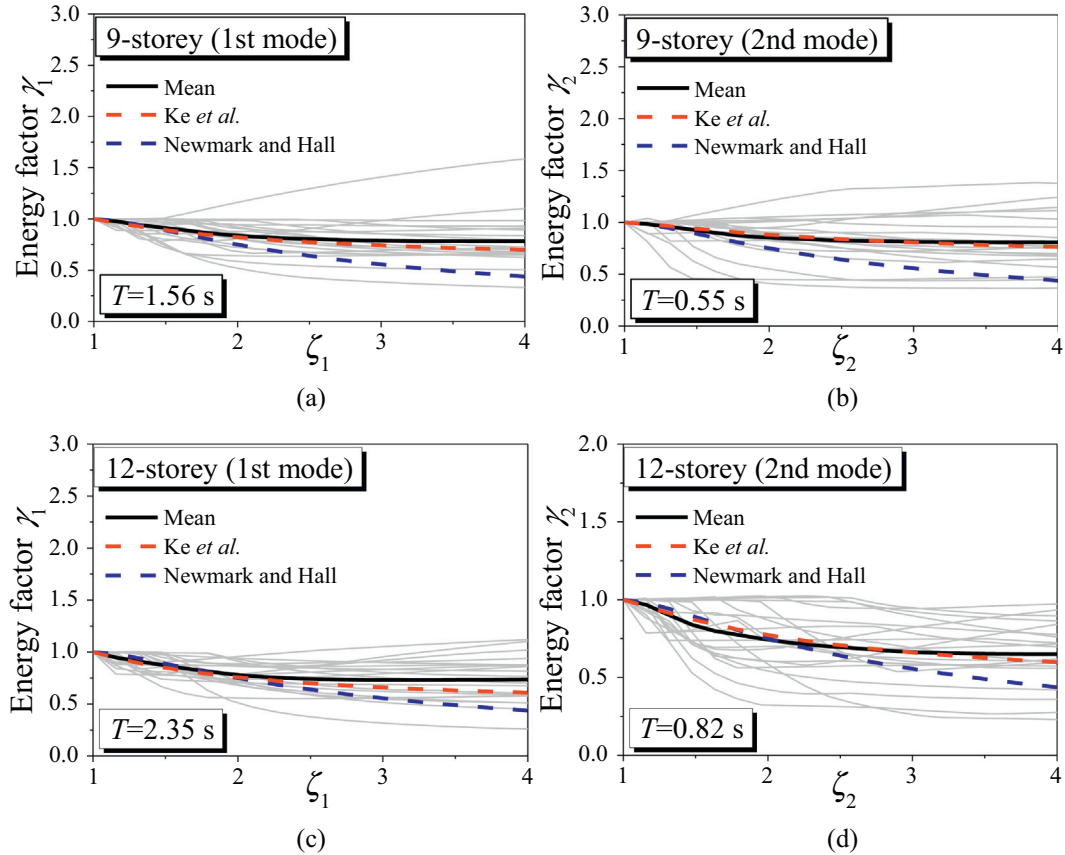 (a)
9-storey (1st mode)
Mean
Ke et al.
Newmark and Hall
T=1.56 s
Energy factor γ₁
3.0
2.5
2.0
1.5
1.0
0.5
0.0
1 2 3 4
ζ₁
(b)
9-storey (2nd mode)
Mean
Ke et al.
Newmark and Hall
T=0.55 s
Energy factor γ₂
3.0
2.5
2.0
1.5
1.0
0.5
0.0
1 2 3 4
ζ₂
(c)
12-storey (1st mode)
Mean
Ke et al.
Newmark and Hall
T=2.35 s
Energy factor γ₁
3.0
2.5
2.0
1.5
1.0
0.5
0.0
1 2 3 4
ζ₁
(d)
12-storey (2nd mode)
Mean
Ke et al.
Newmark and Hall
T=0.82 s
Energy factor γ₂
2.0
1.5
1.0
0.5
0.0
1 2 3 4
ζ₂